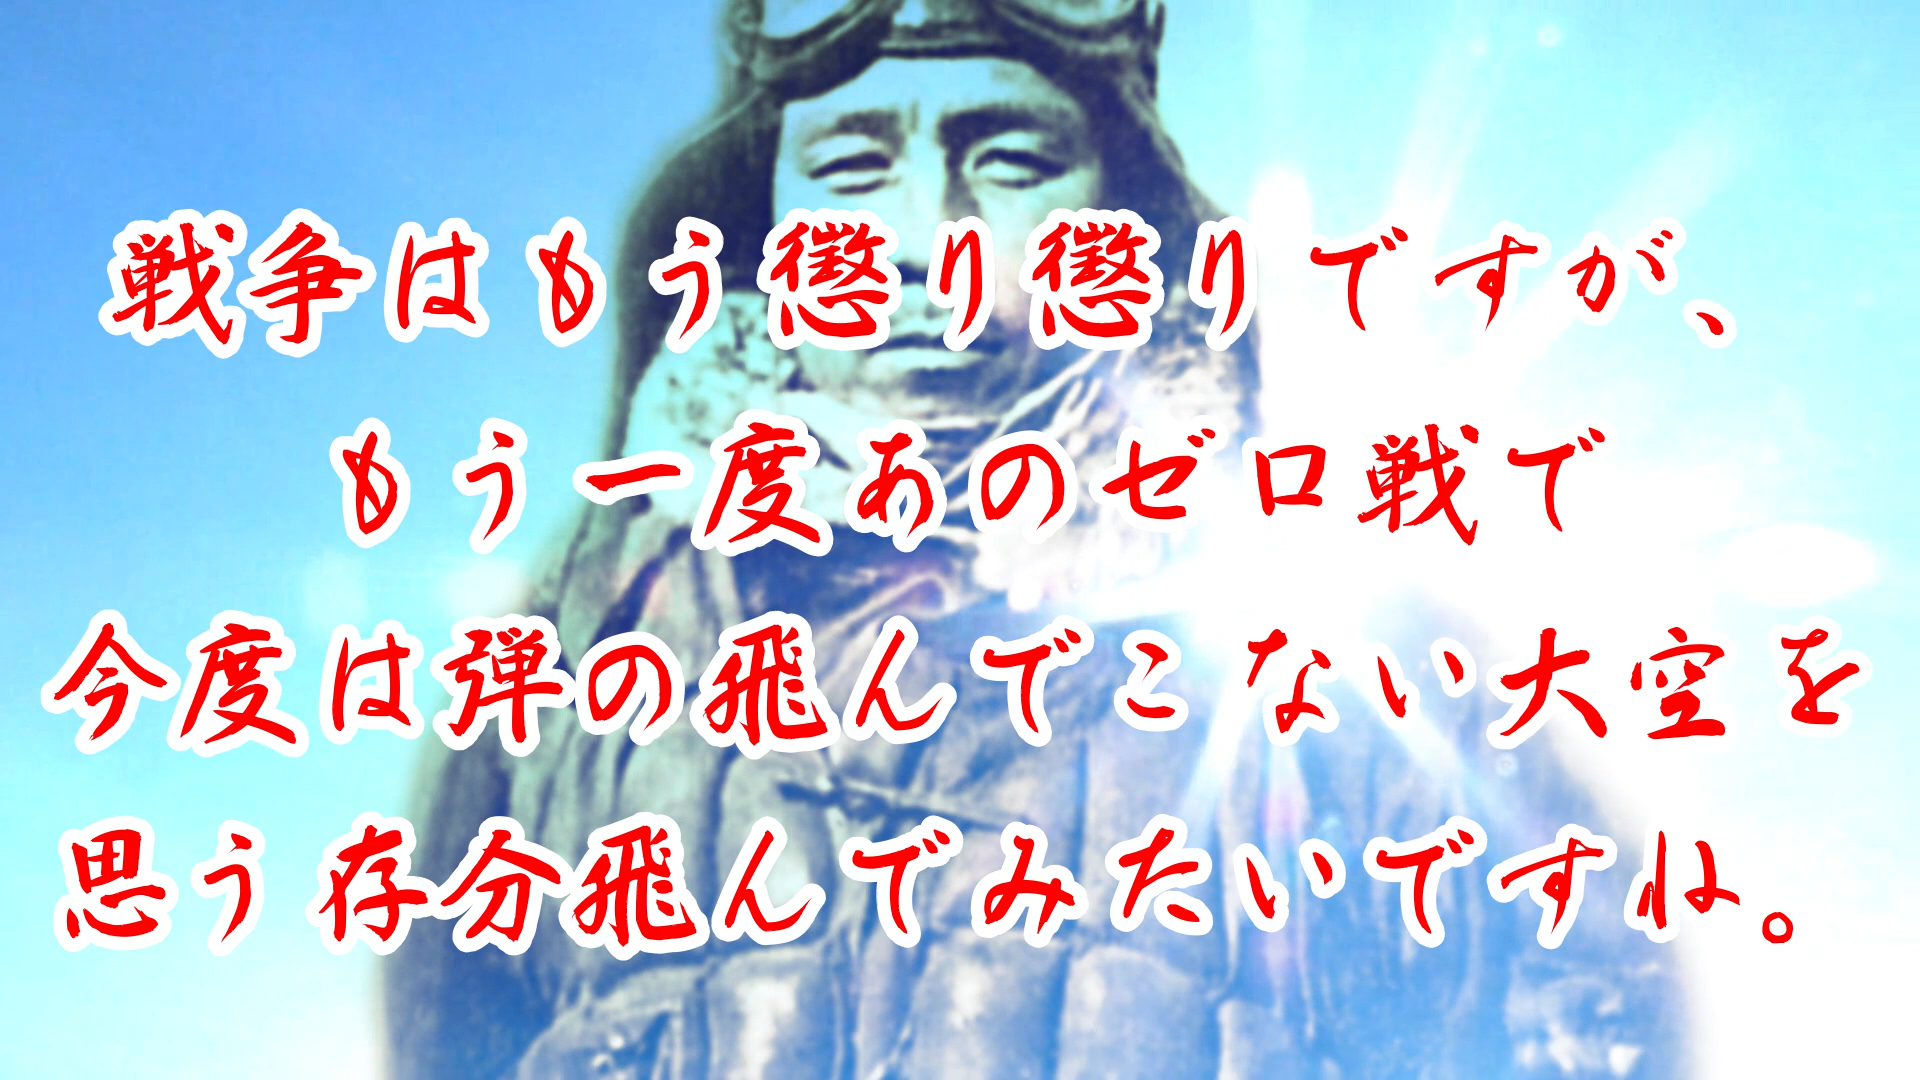 戦争はもう懲り懲りですが、
もう一度あのゼロ戦で
今度は弾の飛んでこない大空を
思う存分飛んでみたいですね。